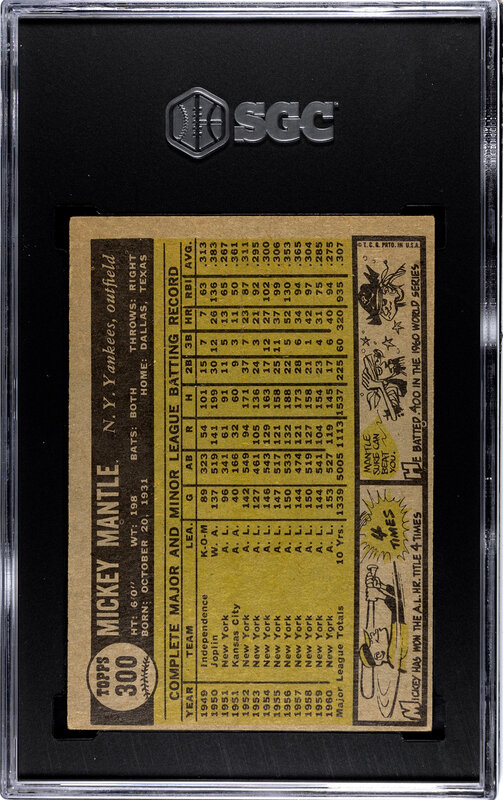 SGC
TOPPS
300
MICKEY MANTLE
N.Y. Yankees, outfield
HT: 6'0" WT: 198 BATS: BOTH THROWS: RIGHT
BORN: OCTOBER 20, 1931 HOME: DALLAS, TEXAS
COMPLETE MAJOR AND MINOR LEAGUE BATTING RECORD
YEAR TEAM LEA. G AB R H 2B 3B HR RBI AVG.
1949 Independence K-O-M 89 323 54 101 15 7 7 63 .313
1950 Joplin W. A. 137 519 141 199 30 12 26 136 .383
1951 New York A. L. 96 341 61 91 11 5 13 65 .267
1951 Kansas City A. A. 40 166 32 60 9 3 11 50 .361
1952 New York A. L. 142 549 94 171 37 7 23 87 .311
1953 New York A. L. 127 461 105 136 24 3 21 92 .295
1954 New York A. L. 146 543 129 163 17 12 27 102 .300
1955 New York A. L. 147 517 121 158 25 11 37 99 .306
1956 New York A. L. 150 533 132 188 22 5 52 130 .353
1957 New York A. L. 144 474 121 173 28 6 34 94 .365
1958 New York A. L. 150 519 127 158 21 1 42 97 .304
1959 New York A. L. 144 541 104 154 23 4 31 75 .285
1960 New York A. L. 153 527 119 145 17 6 40 94 .275
Major League Totals 10 Yrs. 1339 5005 1113 1537 225 60 320 935 .307
4 TIMES
MICKEY HAS WON THE A.L. HR TITLE 4 TIMES
MANTLE SURE CAN BEAT YOU.
HE BATTED .400 IN THE 1960 WORLD SERIES
© T.C.G. PRTD. IN U.S.A.